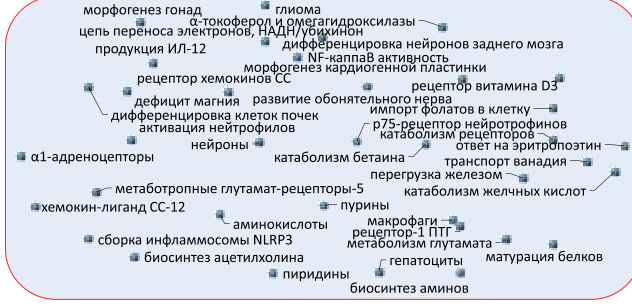 морфогенез гонад
глиома
α-токоферол и омегагидроксилазы
цепь переноса электронов, НАДН/убихинон
дифференцировка нейронов заднего мозга
продукция ИЛ-12
NF-каппаВ активность
морфогенез кардиогенной пластинки
рецептор хемокинов СС
рецептор витамина D3
дефицит магния
развитие обонятельного нерва
импорт фолатов в клетку
дифференцировка клеток почек
активация нейтрофилов
р75-рецептор нейротрофинов
катаболизм рецепторов
нейроны
ответ на эритропоэтин
α1-адреноцепторы
катаболизм бетаина
транспорт ванадия
перегрузка железом
метаботропные глутамат-рецепторы-5
катаболизм желчных кислот
хемокин-лиганд СС-12
пурины
аминокислоты
макрофаги
рецептор-1 ПТГ
сборка инфламмосомы NLRP3
метаболизм глутамата
биосинтез ацетилхолина
гепатоциты
матурация белков
пиридины
биосинтез аминов